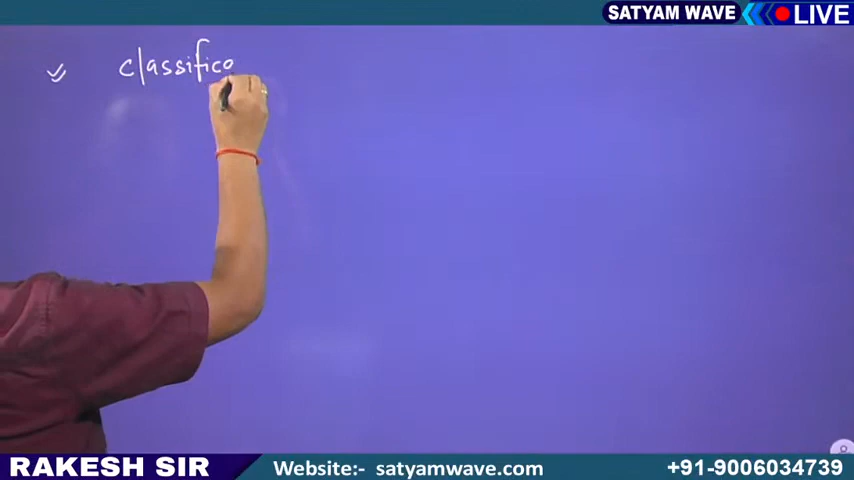 SATYAM WAVE LIVE
classifica
RAKESH SIR Website:- satyamwave.com +91-9006034739